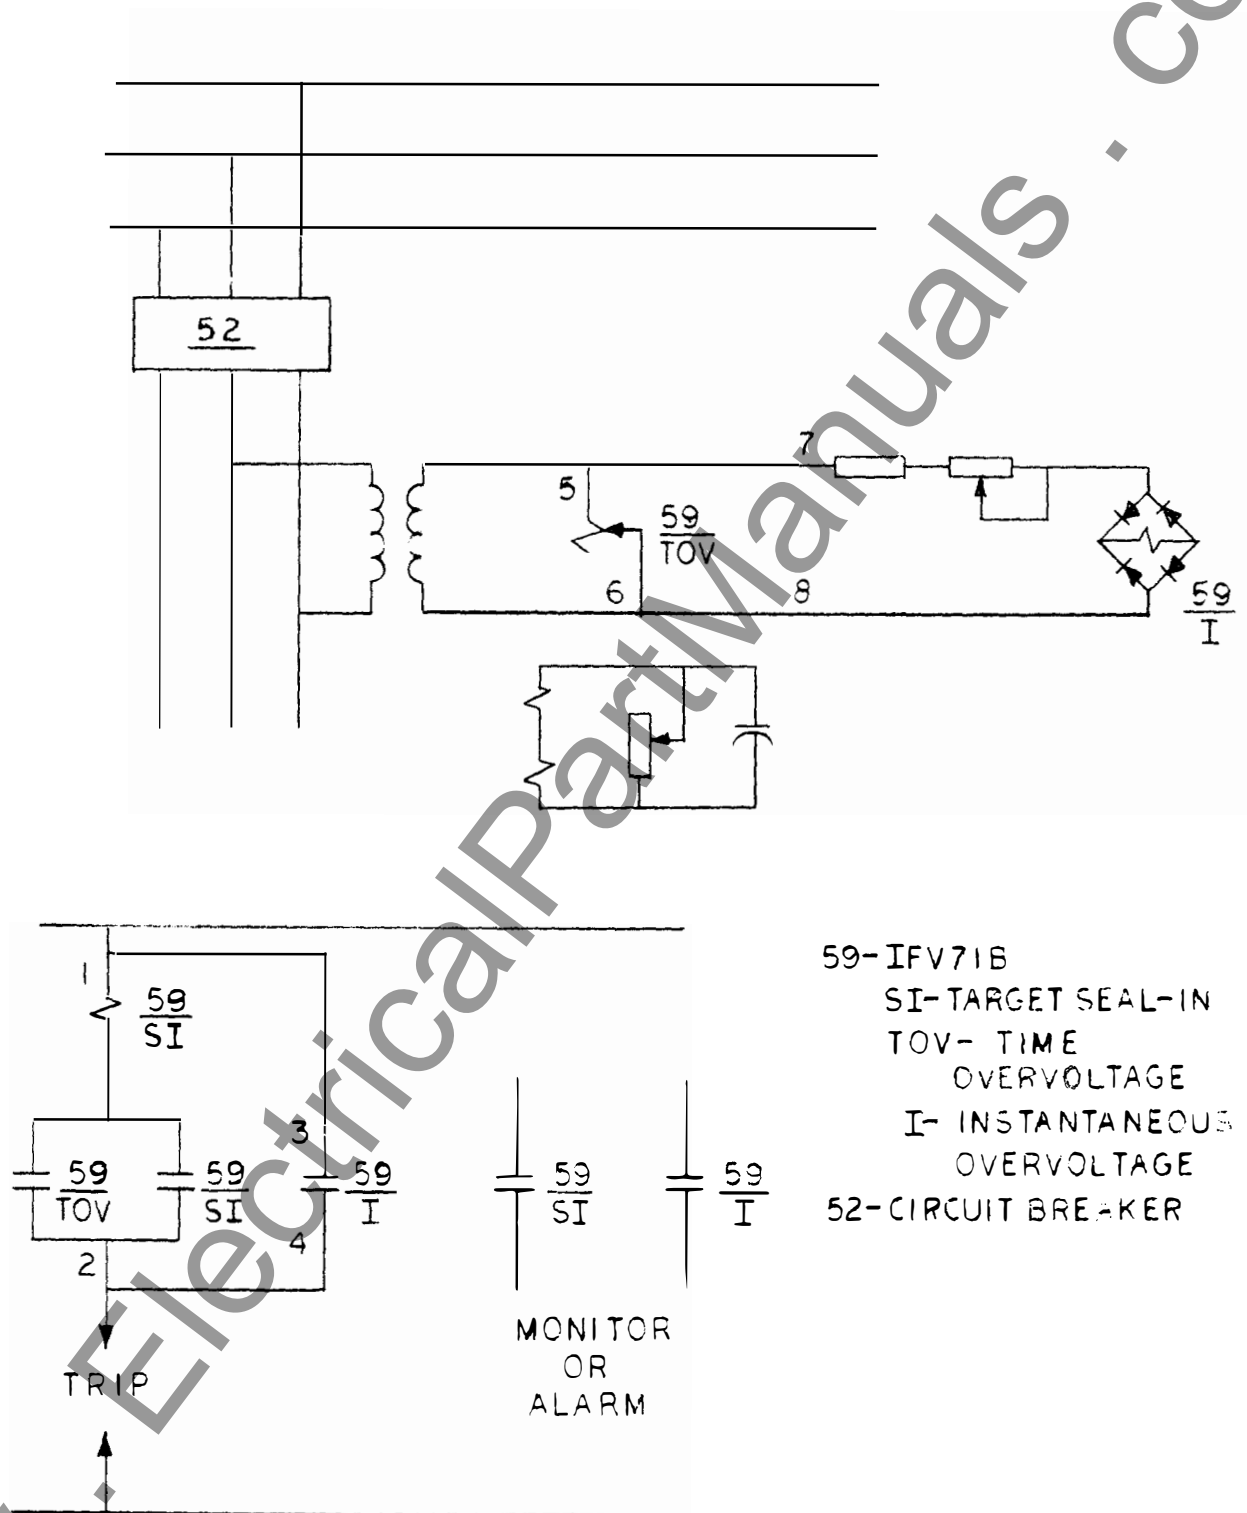 52
7
5
59
TOV
6
8
59
I
1
59
SI
3
59
TOV
59
SI
59
I
59
SI
59
I
2
4
TRIP
MONITOR
OR
ALARM
59-IFV71B
SI-TARGET SEAL-IN
TOV- TIME
OVERVOLTAGE
I- INSTANTANEOUS
OVERVOLTAGE
52-CIRCUIT BREAKER
. ElectricalPartManuals . co